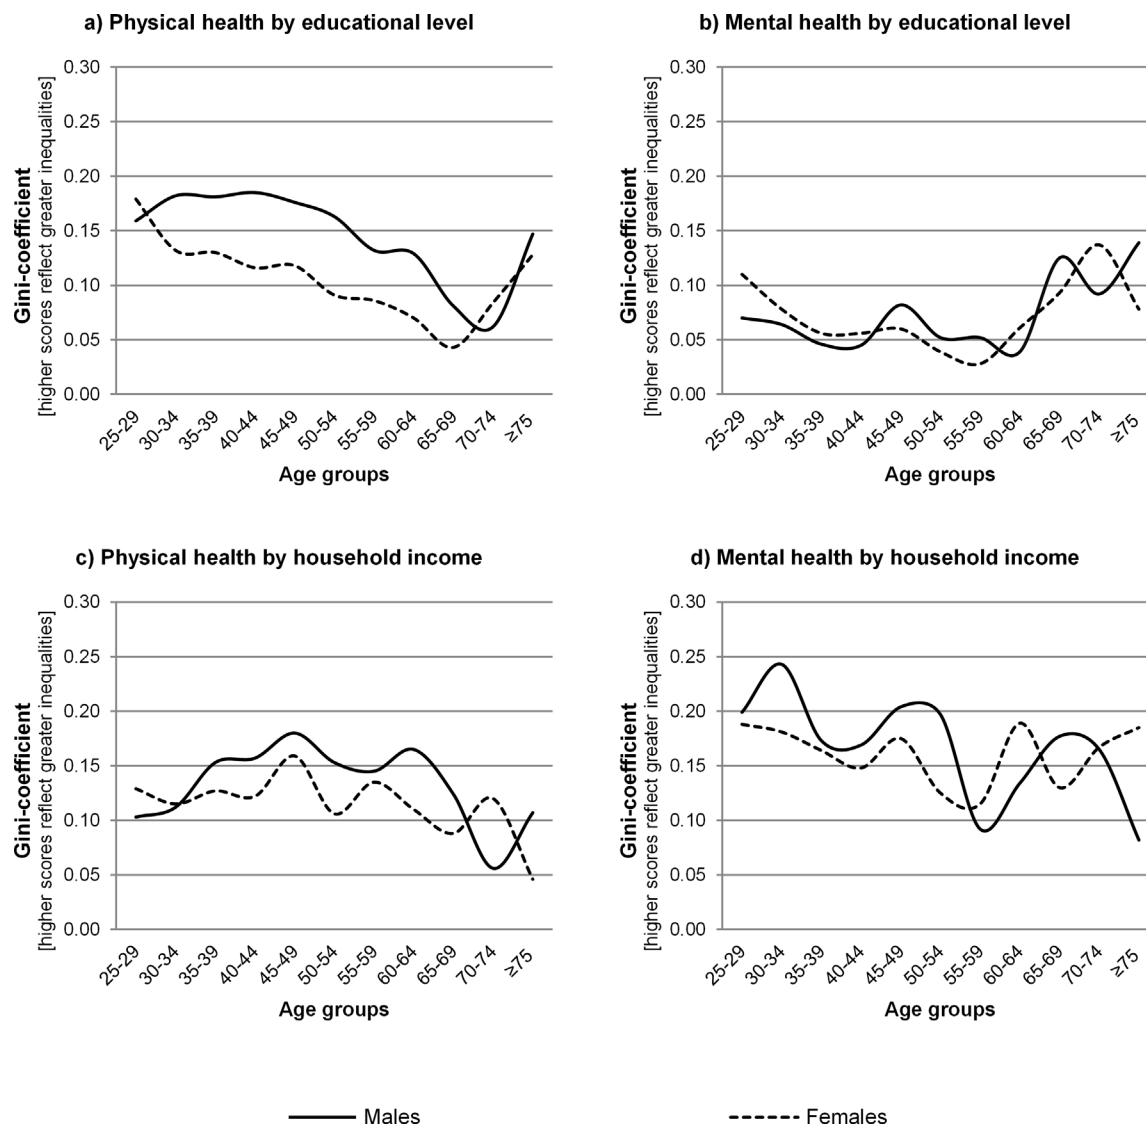 a) Physical health by educational level
Gini-coefficient
[higher scores reflect greater inequalities]
0.30
0.25
0.20
0.15
0.10
0.05
0.00
25-29 30-34 35-39 40-44 45-49 50-54 55-59 60-64 65-69 70-74 ≥75
Age groups
b) Mental health by educational level
Gini-coefficient
[higher scores reflect greater inequalities]
0.30
0.25
0.20
0.15
0.10
0.05
0.00
25-29 30-34 35-39 40-44 45-49 50-54 55-59 60-64 65-69 70-74 ≥75
Age groups
c) Physical health by household income
Gini-coefficient
[higher scores reflect greater inequalities]
0.30
0.25
0.20
0.15
0.10
0.05
0.00
25-29 30-34 35-39 40-44 45-49 50-54 55-59 60-64 65-69 70-74 ≥75
Age groups
d) Mental health by household income
Gini-coefficient
[higher scores reflect greater inequalities]
0.30
0.25
0.20
0.15
0.10
0.05
0.00
25-29 30-34 35-39 40-44 45-49 50-54 55-59 60-64 65-69 70-74 ≥75
Age groups
Males Females